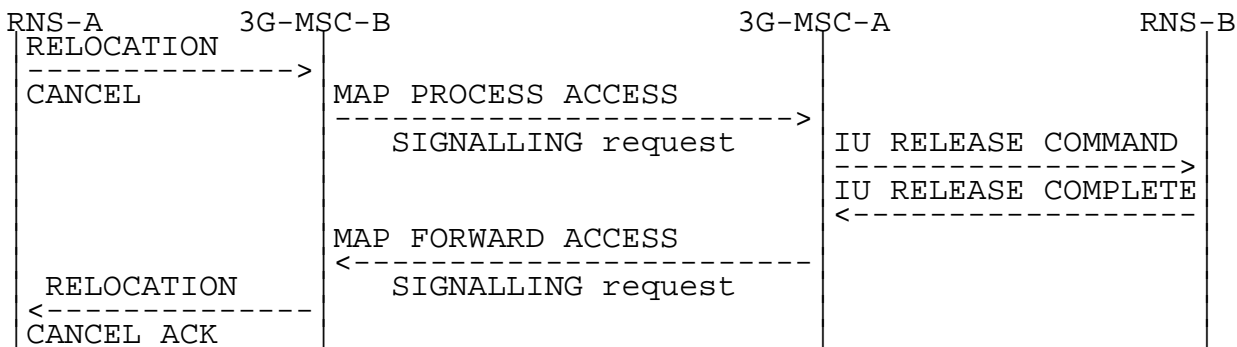 RNS-A 3G-MSC-B 3G-MSC-A RNS-B
RELOCATION
CANCEL MAP PROCESS ACCESS
SIGNALLING request IU RELEASE COMMAND
IU RELEASE COMPLETE
MAP FORWARD ACCESS
RELOCATION SIGNALLING request
CANCEL ACK